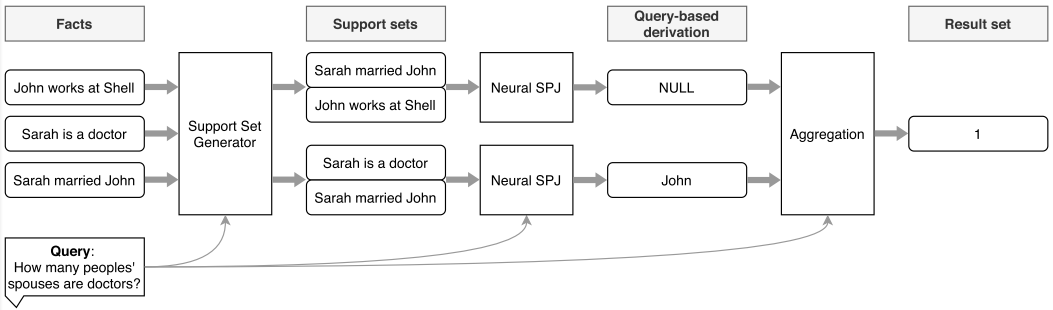 Facts
Support sets
Query-based
derivation
Result set
John works at Shell
Sarah is a doctor
Sarah married John
Support Set
Generator
Sarah married John
John works at Shell
Sarah is a doctor
Sarah married John
Neural SPJ
Neural SPJ
NULL
John
Aggregation
1
Query:
How many peoples'
spouses are doctors?